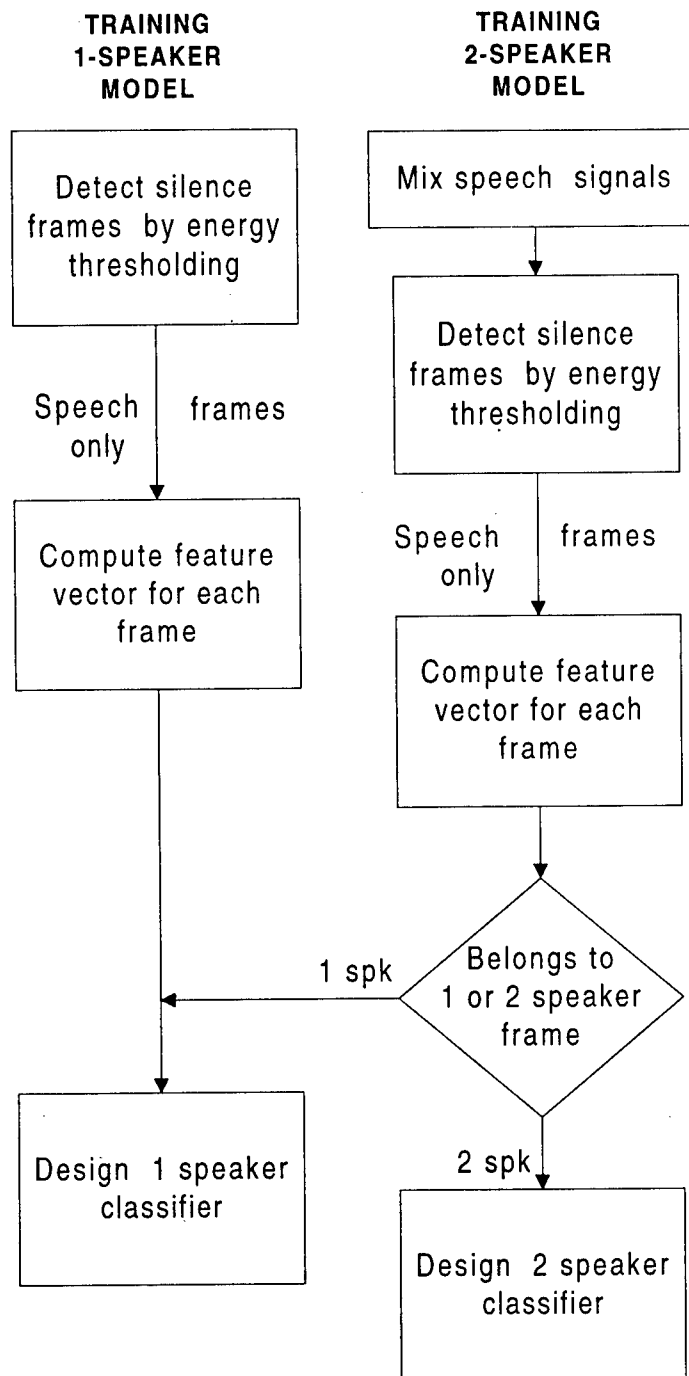 TRAINING
1-SPEAKER
MODEL
Detect silence
frames by energy
thresholding
Speech frames
only
Compute feature
vector for each
frame
Design 1 speaker
classifier
TRAINING
2-SPEAKER
MODEL
Mix speech signals
Detect silence
frames by energy
thresholding
Speech frames
only
Compute feature
vector for each
frame
Belongs to
1 or 2 speaker
frame
1 spk
2 spk
Design 2 speaker
classifier